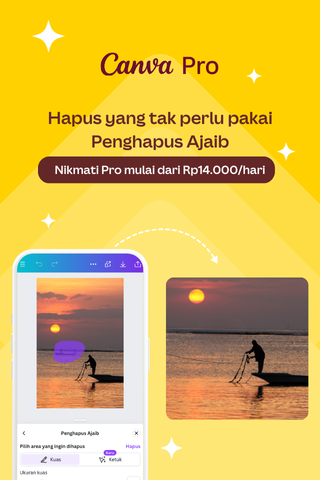 Canva Pro
Hapus yang tak perlu pakai
Penghapus Ajaib
Nikmati Pro mulai dari Rp14.000/hari
Penghapus Ajaib
Pilih area yang ingin dihapus Hapus
Baru
Kuas Ketuk
Ukuran kuas